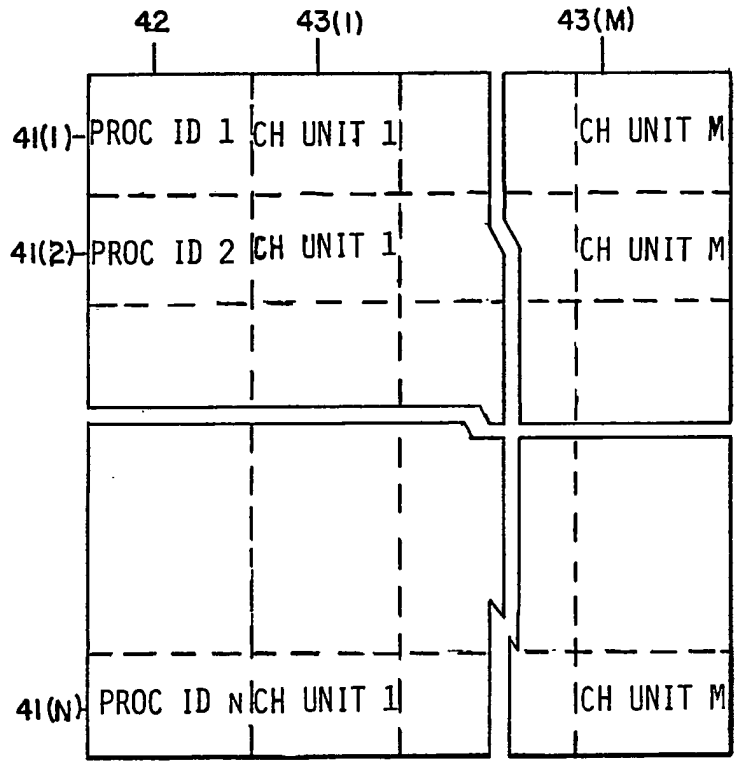 42 43(1) 43(M)
41(1) PROC ID 1 CH UNIT 1 CH UNIT M
41(2) PROC ID 2 CH UNIT 1 CH UNIT M
41(N) PROC ID N CH UNIT 1 CH UNIT M